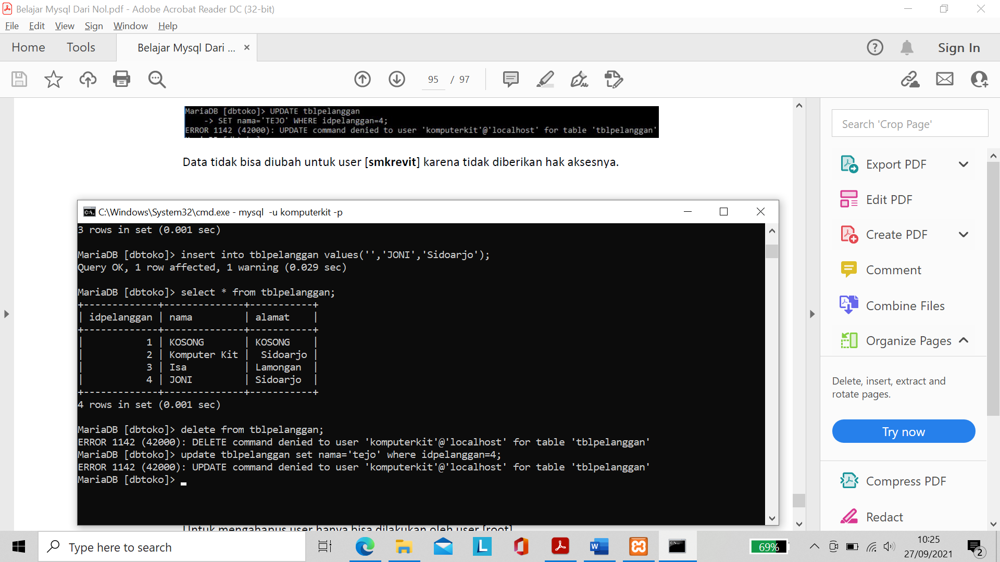 Belajar Mysql Dari Nol.pdf - Adobe Acrobat Reader DC (32-bit)
File Edit View Sign Window Help
Home Tools Belajar Mysql Dari ... × Sign In
95 / 97
MariaDB [dbtoko]> UPDATE tblpelanggan
-> SET nama='TEJO' WHERE idpelanggan=4;
ERROR 1142 (42000): UPDATE command denied to user 'komputerkit'@'localhost' for table 'tblpelanggan'
Data tidak bisa diubah untuk user [smkrevit] karena tidak diberikan hak aksesnya.
C:\Windows\System32\cmd.exe - mysql  -u komputerkit -p
3 rows in set (0.001 sec)
MariaDB [dbtoko]> insert into tblpelanggan values('','JONI','Sidoarjo');
Query OK, 1 row affected, 1 warning (0.029 sec)
MariaDB [dbtoko]> select * from tblpelanggan;
+-------------+--------------+-----------+
| idpelanggan | nama         | alamat    |
+-------------+--------------+-----------+
|           1 | KOSONG       | KOSONG    |
|           2 | Komputer Kit |  Sidoarjo |
|           3 | Isa          | Lamongan  |
|           4 | JONI         | Sidoarjo  |
+-------------+--------------+-----------+
4 rows in set (0.001 sec)
MariaDB [dbtoko]> delete from tblpelanggan;
ERROR 1142 (42000): DELETE command denied to user 'komputerkit'@'localhost' for table 'tblpelanggan'
MariaDB [dbtoko]> update tblpelanggan set nama='tejo' where idpelanggan=4;
ERROR 1142 (42000): UPDATE command denied to user 'komputerkit'@'localhost' for table 'tblpelanggan'
MariaDB [dbtoko]>
Untuk mengahapus user hanya bisa dilakukan oleh user [root]
Search 'Crop Page'
Export PDF
Edit PDF
Create PDF
Comment
Combine Files
Organize Pages
Delete, insert, extract and
rotate pages.
Try now
Compress PDF
Redact
Type here to search
69%
10:25
27/09/2021
2